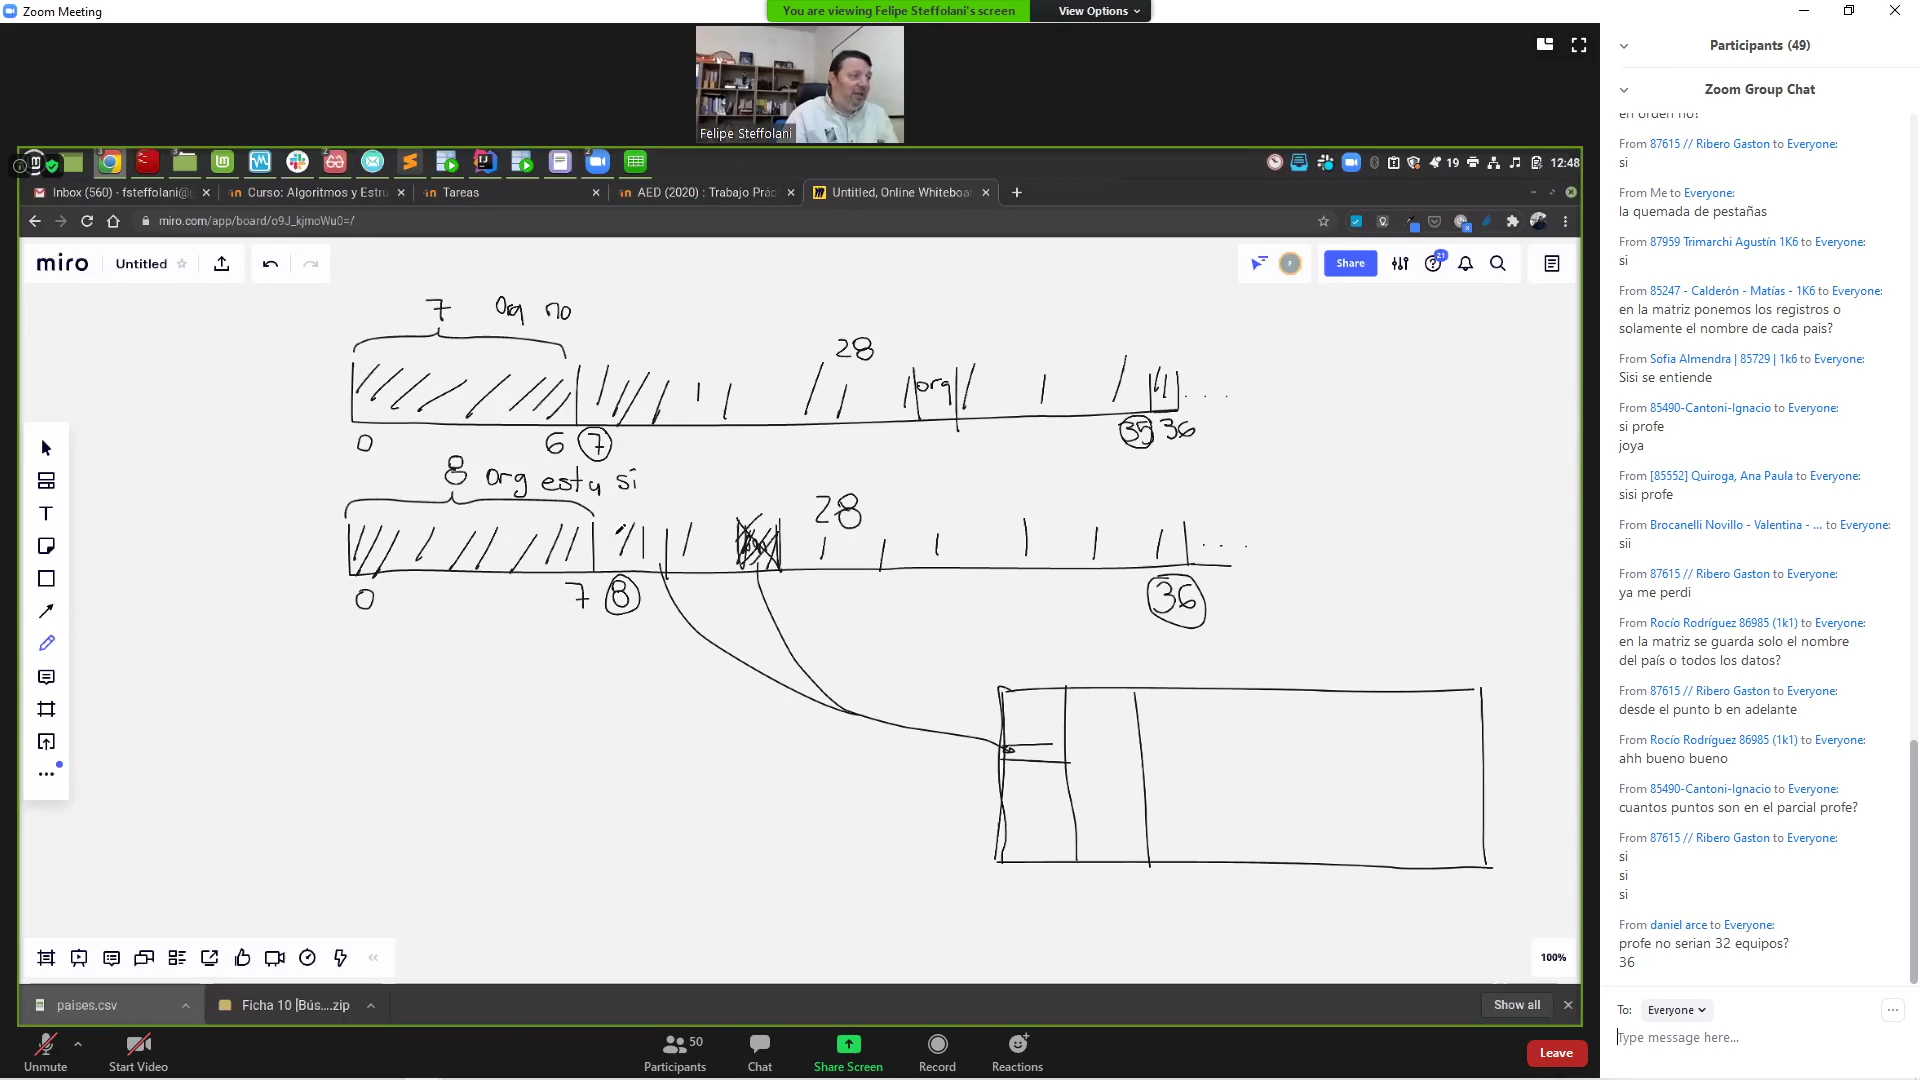 Zoom Meeting
You are viewing Felipe Steffolani's screen
View Options
Felipe Steffolani
12:48
Inbox (560) - fsteffolani@
Curso: Algoritmos y Estru
Tareas
AED (2020) : Trabajo Prác
Untitled, Online Whiteboa
miro.com/app/board/o9J_kjmoWu0=/
miro
Untitled
Share
21
7 Org no
28
org
0 6 7 35 36
8 org esta si
28
0 7 8 36
100%
paises.csv
Ficha 10 [Bús....zip
Show all
Unmute
Start Video
50
Participants
Chat
Share Screen
Record
Reactions
Leave
Participants (49)
Zoom Group Chat
en orden no?
From 87615 // Ribero Gaston to Everyone:
si
From Me to Everyone:
la quemada de pestañas
From 87959 Trimarchi Agustín 1K6 to Everyone:
si
From 85247 - Calderón - Matías - 1K6 to Everyone:
en la matriz ponemos los registros o
solamente el nombre de cada pais?
From Sofia Almendra | 85729 | 1k6 to Everyone:
Sisi se entiende
From 85490-Cantoni-Ignacio to Everyone:
si profe
joya
From [85552] Quiroga, Ana Paula to Everyone:
sisi profe
From Brocanelli Novillo - Valentina - ... to Everyone:
sii
From 87615 // Ribero Gaston to Everyone:
ya me perdi
From Rocío Rodríguez 86985 (1k1) to Everyone:
en la matriz se guarda solo el nombre
del país o todos los datos?
From 87615 // Ribero Gaston to Everyone:
desde el punto b en adelante
From Rocío Rodríguez 86985 (1k1) to Everyone:
ahh bueno bueno
From 85490-Cantoni-Ignacio to Everyone:
cuantos puntos son en el parcial profe?
From 87615 // Ribero Gaston to Everyone:
si
si
si
From daniel arce to Everyone:
profe no serian 32 equipos?
36
To: Everyone
Type message here...